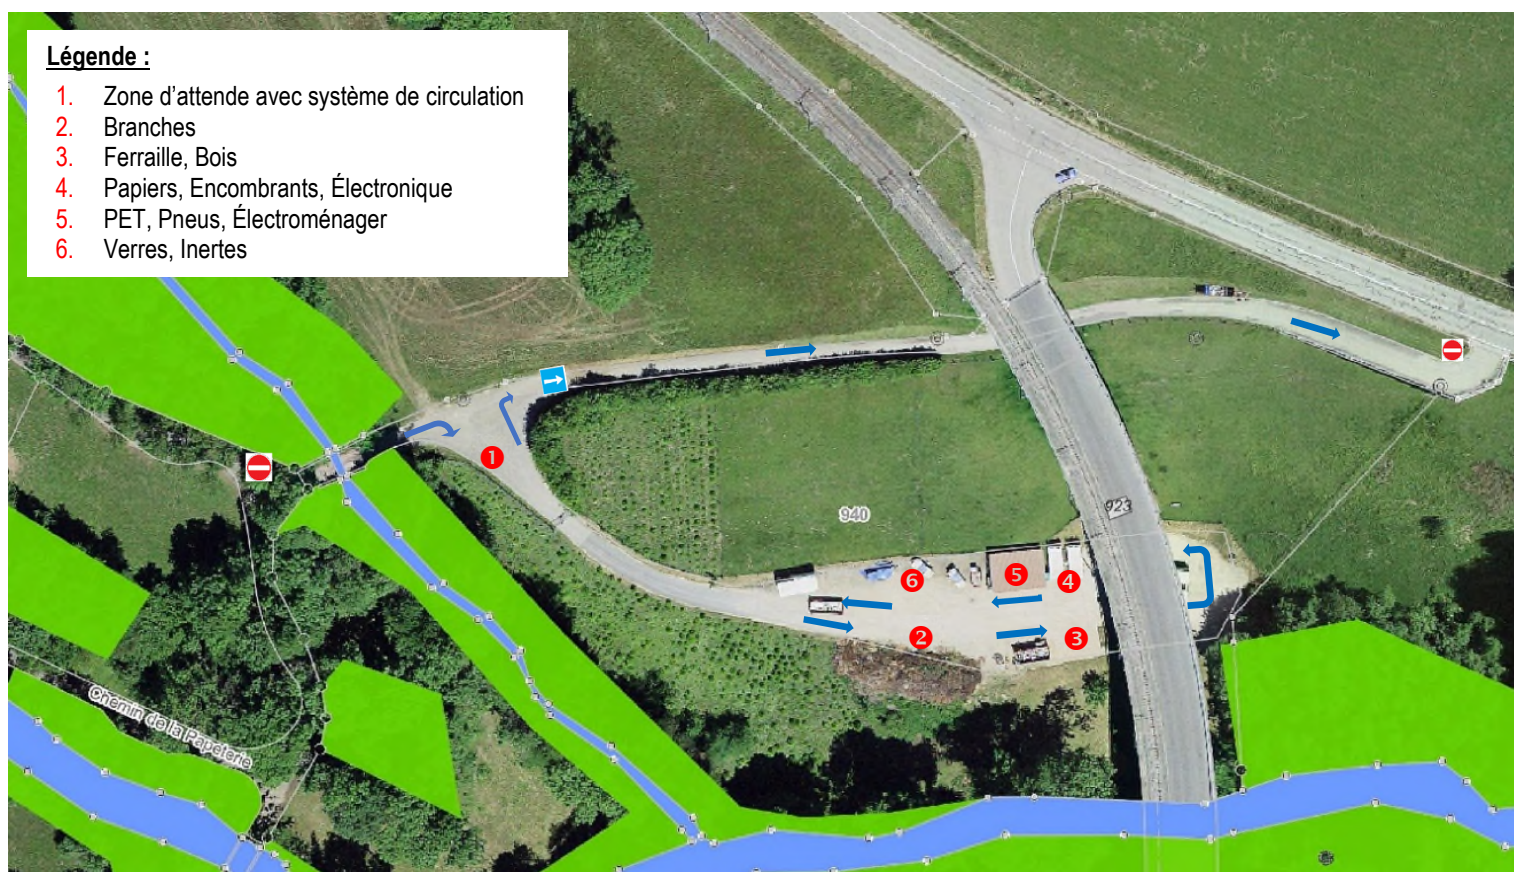 Légende :
1. Zone d'attende avec système de circulation
2. Branches
3. Ferraille, Bois
4. Papiers, Encombrants, Électronique
5. PET, Pneus, Électroménager
6. Verres, Inertes
1
940
923
6
5
4
2
3
Chemin de la Papeterie